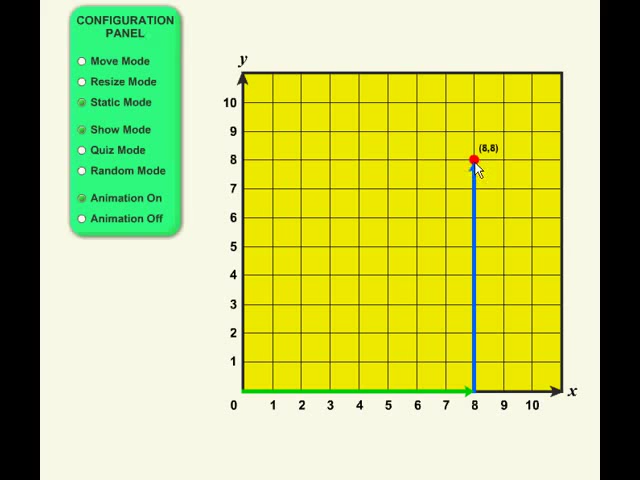 CONFIGURATION
PANEL
Move Mode
Resize Mode
Static Mode
Show Mode
Quiz Mode
Random Mode
Animation On
Animation Off
y
10
9
8
7
6
5
4
3
2
1
(8,8)
0 1 2 3 4 5 6 7 8 9 10 x